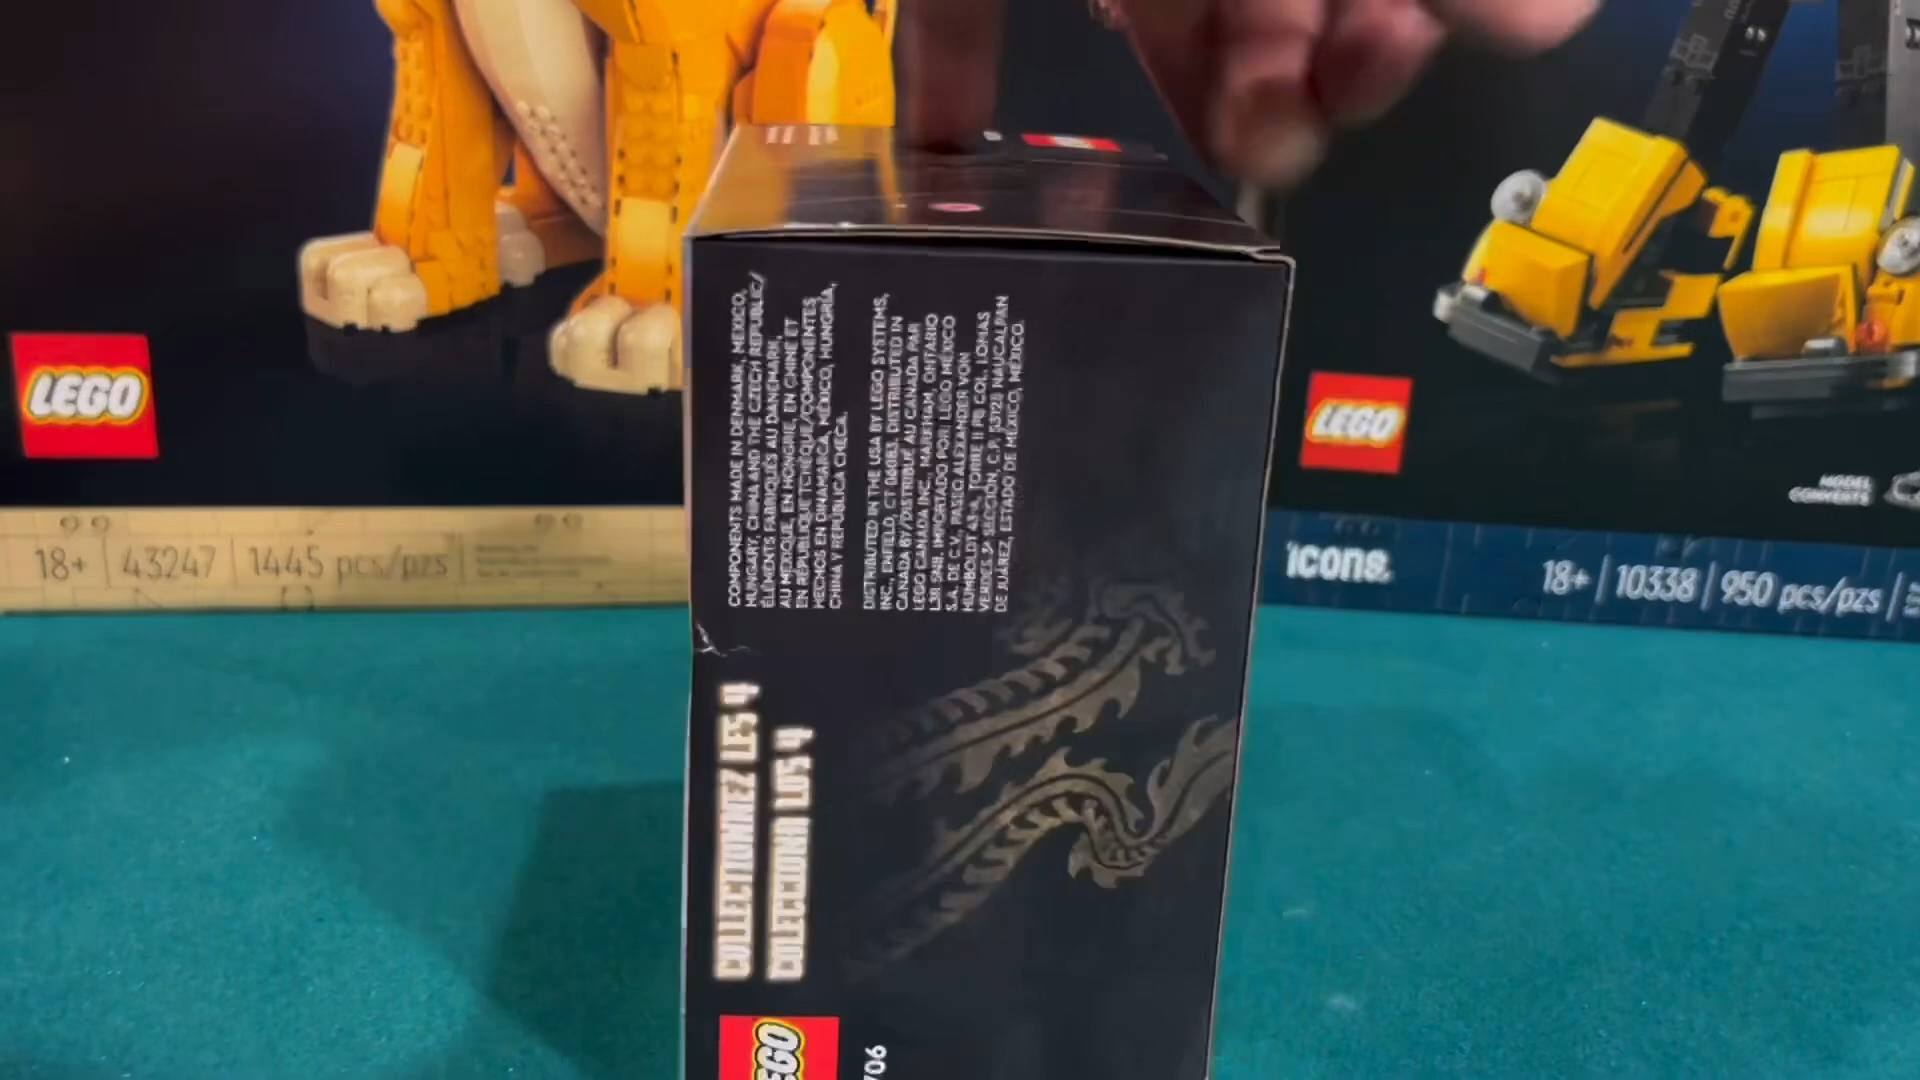 LEGO
18+ | 43247 | 1445 pcs/pzs
COMPONENTS MADE IN DENMARK, MEXICO,
HUNGARY, CHINA AND THE CZECH REPUBLIC/
ÉLÉMENTS FABRIQUÉS AU DANEMARK,
AU MEXIQUE, EN HONGRIE, EN CHINE ET
EN RÉPUBLIQUE TCHÈQUE/COMPONENTES
HECHOS EN DINAMARCA, MÉXICO, HUNGRÍA,
CHINA Y REPÚBLICA CHECA.
DISTRIBUTED IN THE USA BY LEGO SYSTEMS,
INC., ENFIELD, CT 06083. DISTRIBUTED IN
CANADA BY/DISTRIBUÉ AU CANADA PAR
LEGO CANADA INC., MARKHAM, ONTARIO
IMPORTADO POR: LEGO MÉXICO
S.A. DE C.V., PASEO ALEXANDER VON
HUMBOLDT 43-A, TORRE II COL. LOMAS
VERDES 5ª SECCIÓN, C.P. 53125 NAUCALPAN
DE JUÁREZ, ESTADO DE MÉXICO, MÉXICO.
COLLECTIONNEZ LES 4
COLECCIONA LOS 4
LEGO
706
LEGO
MODEL
CONVERTS
icons.
18+ | 10338 | 950 pcs/pzs